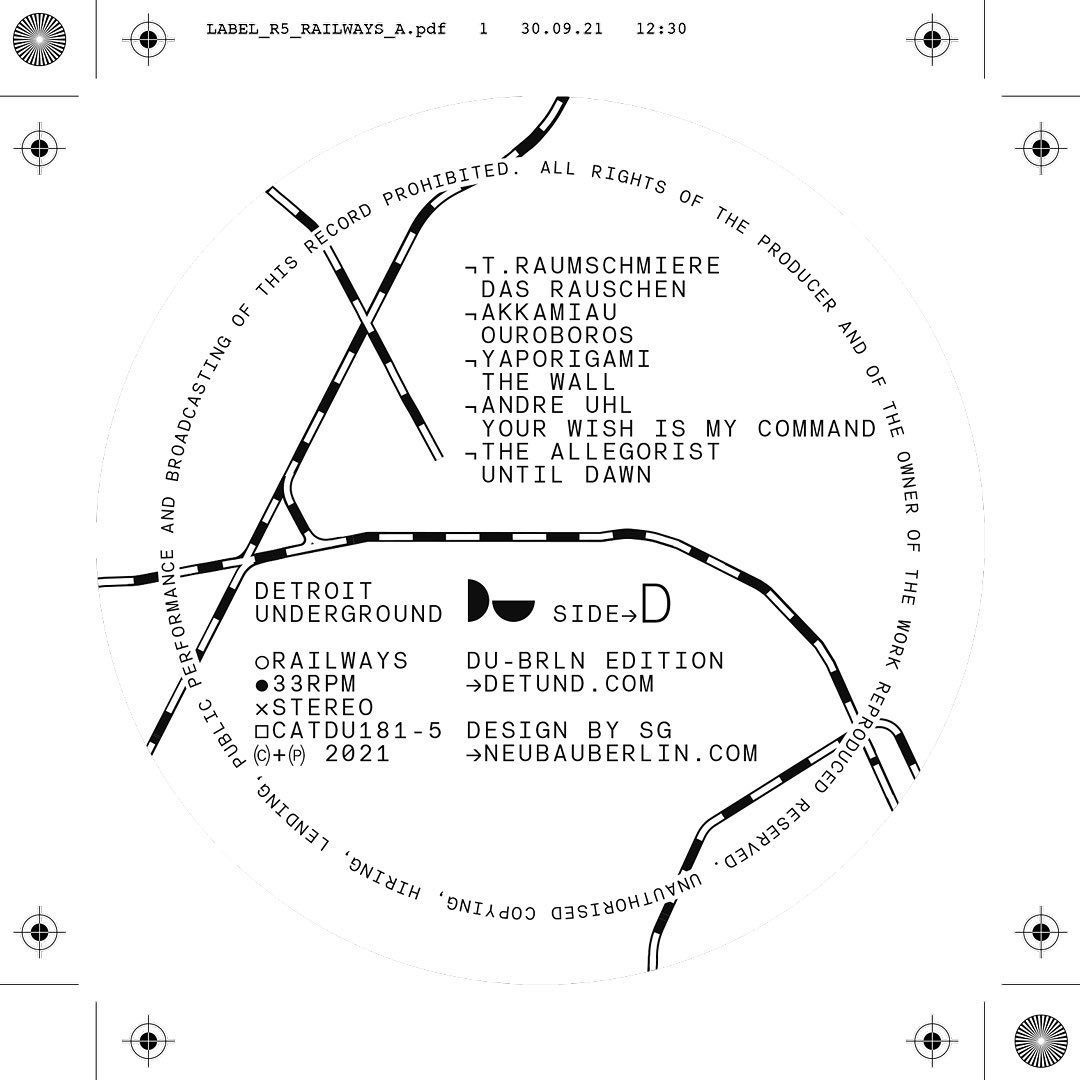 LABEL_R5_RAILWAYS_A.pdf 1 30.09.21 12:30
ALL RIGHTS OF THE PRODUCER AND OF THE OWNER OF THE WORK REPRODUCED RESERVED. UNAUTHORISED COPYING, HIRING, LENDING, PUBLIC PERFORMANCE AND BROADCASTING OF THIS RECORD PROHIBITED.
¬T.RAUMSCHMIERE
DAS RAUSCHEN
¬AKKAMIAU
OUROBOROS
¬YAPORIGAMI
THE WALL
¬ANDRE UHL
YOUR WISH IS MY COMMAND
¬THE ALLEGORIST
UNTIL DAWN
DETROIT
UNDERGROUND
SIDE→D
○RAILWAYS
●33RPM
×STEREO
□CATDU181-5
Ⓒ+Ⓟ 2021
DU-BRLN EDITION
→DETUND.COM
DESIGN BY SG
→NEUBAUBERLIN.COM